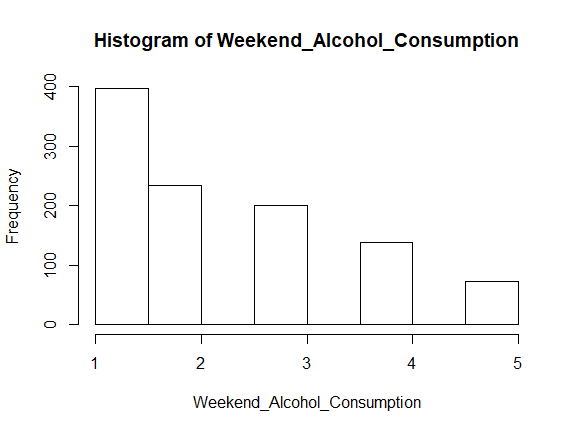 Histogram of Weekend_Alcohol_Consumption
400
300
200
100
0
Frequency
1 2 3 4 5
Weekend_Alcohol_Consumption